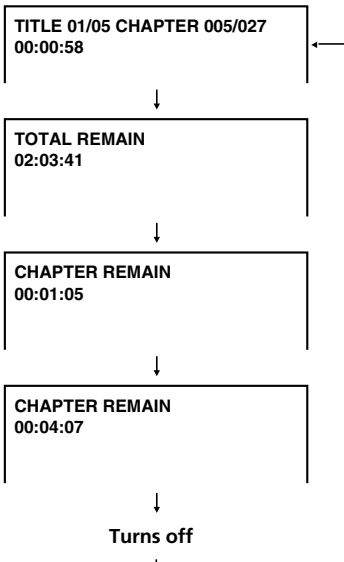 TITLE 01/05 CHAPTER 005/027
00:00:58
TOTAL REMAIN
02:03:41
CHAPTER REMAIN
00:01:05
CHAPTER REMAIN
00:04:07
Turns off